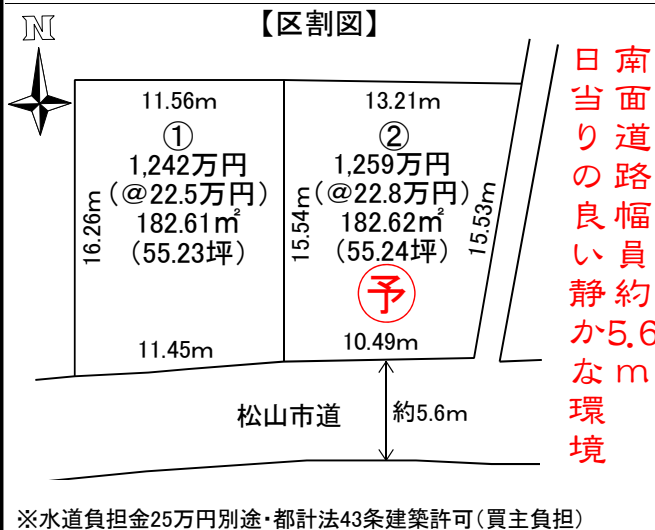 N
【区割図】
11.56m
①
1,242万円
(@22.5万円)
182.61㎡
(55.23坪)
16.26m
11.45m
13.21m
②
1,259万円
(@22.8万円)
182.62㎡
(55.24坪)
15.54m
15.53m
予
10.49m
松山市道
約5.6m
南面道路幅員約5.6m
日当りの良い静かな環境
※水道負担金25万円別途・都計法43条建築許可(買主負担)